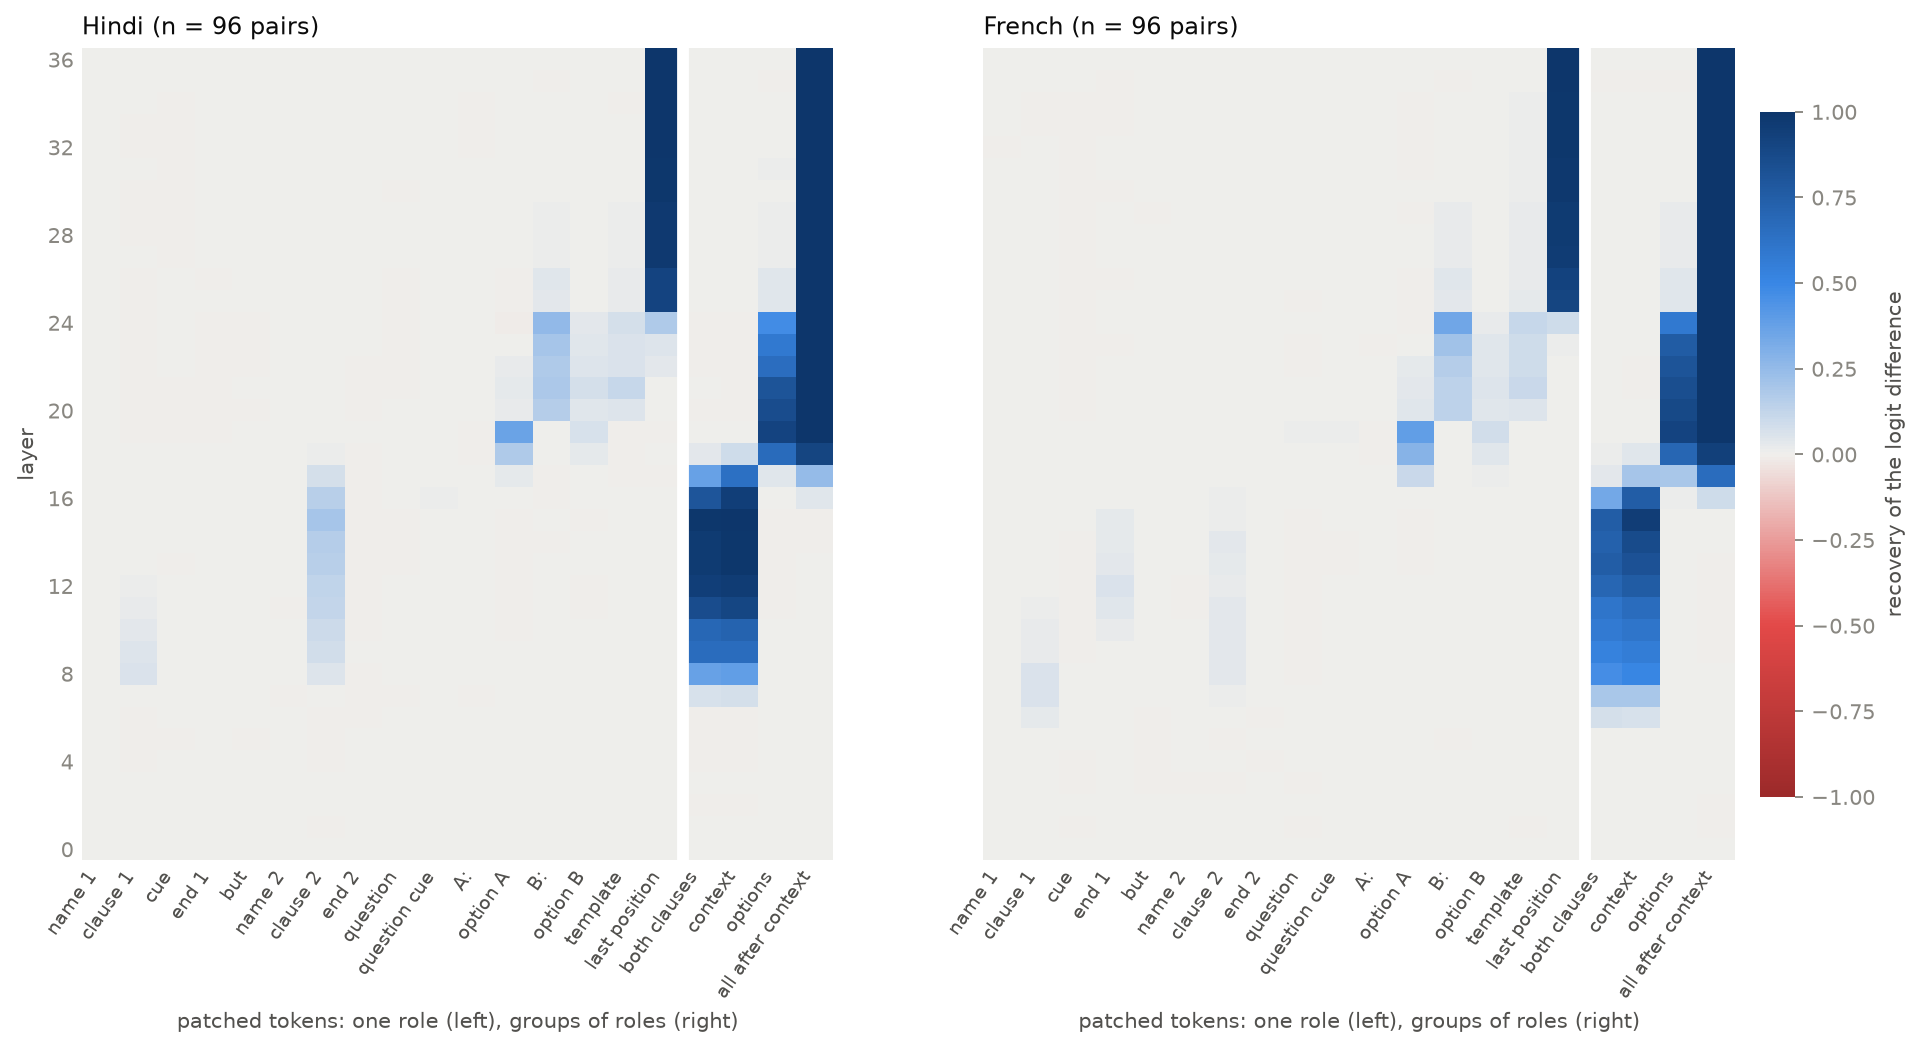 Hindi (n = 96 pairs)
French (n = 96 pairs)
layer
36
32
28
24
20
16
12
8
4
0
name 1
clause 1
cue
end 1
but
name 2
clause 2
end 2
question
question cue
A:
option A
B:
option B
template
last position
both clauses
context
options
all after context
patched tokens: one role (left), groups of roles (right)
name 1
clause 1
cue
end 1
but
name 2
clause 2
end 2
question
question cue
A:
option A
B:
option B
template
last position
both clauses
context
options
all after context
patched tokens: one role (left), groups of roles (right)
1.00
0.75
0.50
0.25
0.00
−0.25
−0.50
−0.75
−1.00
recovery of the logit difference